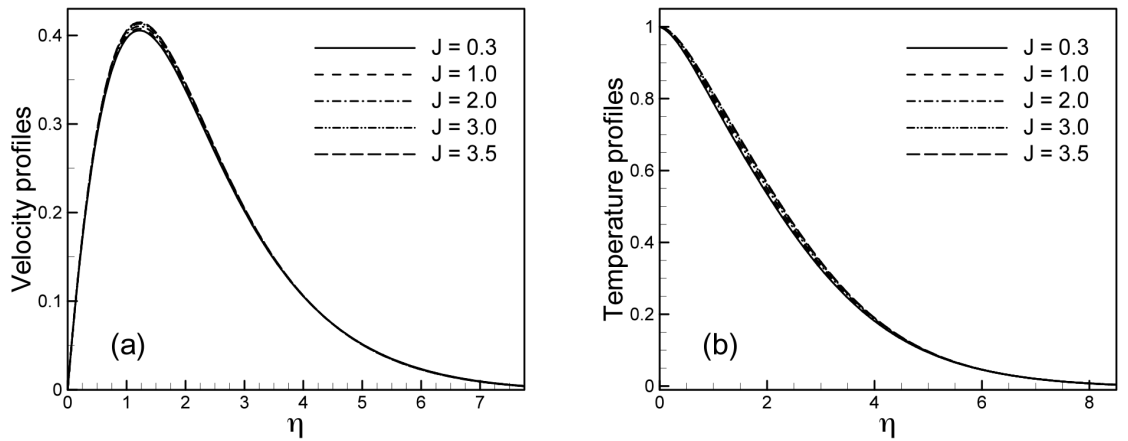 Velocity profiles
0.4
0.3
0.2
0.1
0
0 1 2 3 4 5 6 7
η
J = 0.3
J = 1.0
J = 2.0
J = 3.0
J = 3.5
(a)
Temperature profiles
1
0.8
0.6
0.4
0.2
0
0 2 4 6 8
η
J = 0.3
J = 1.0
J = 2.0
J = 3.0
J = 3.5
(b)